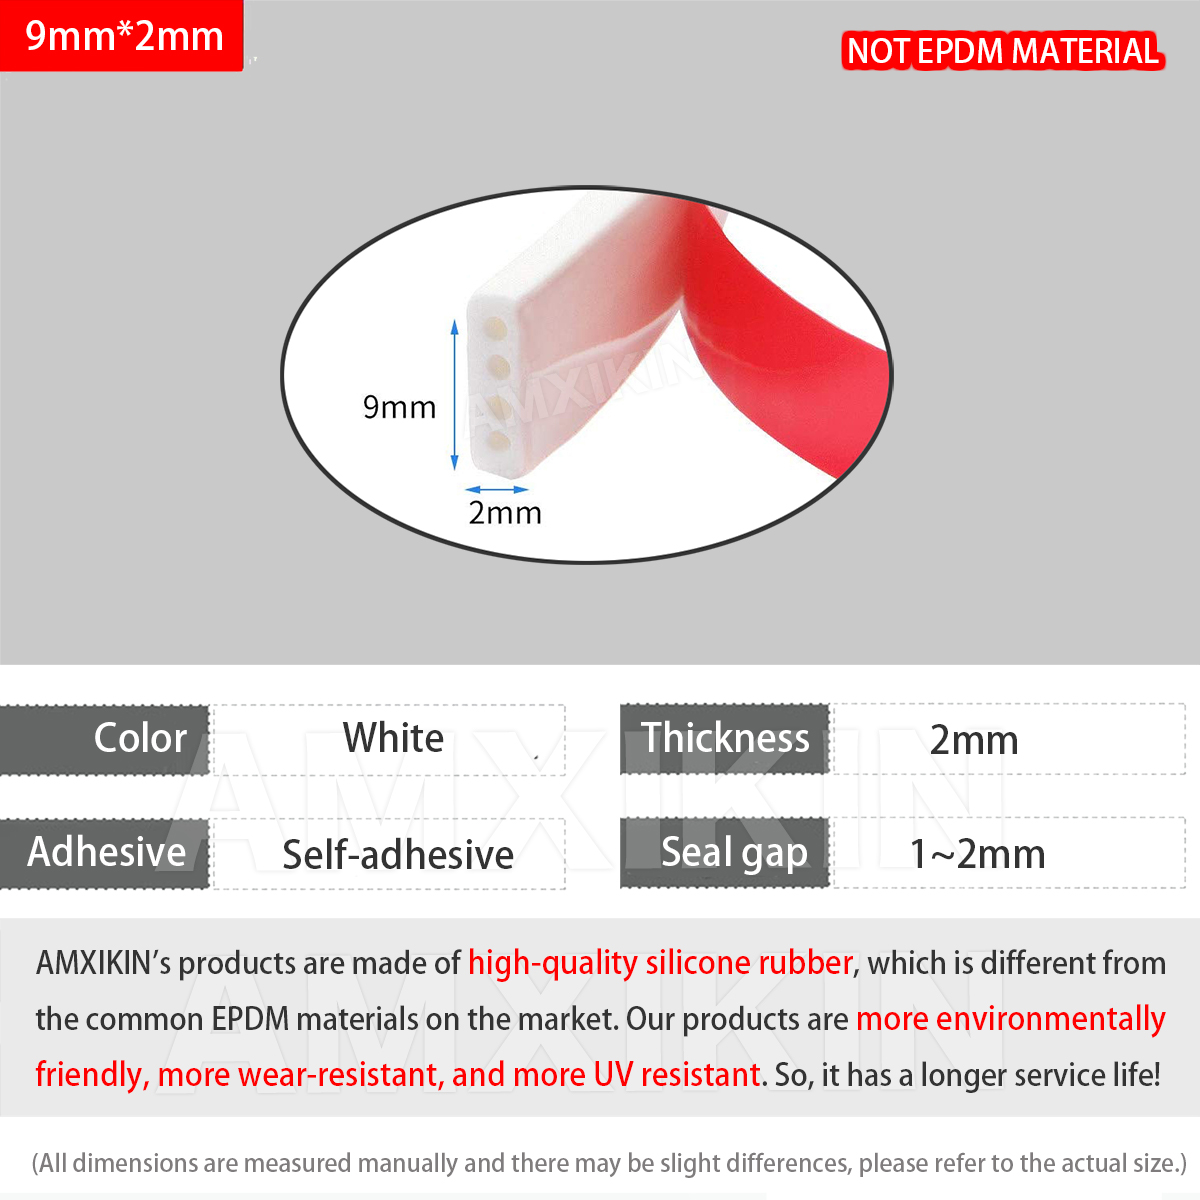 9mm*2mm
NOT EPDM MATERIAL
AMXIKIN
9mm
2mm
Color White Thickness 2mm
AMXIKIN
Adhesive Self-adhesive Seal gap 1~2mm
AMXIKIN’s products are made of high-quality silicone rubber, which is different from
the common EPDM materials on the market. Our products are more environmentally
friendly, more wear-resistant, and more UV resistant. So, it has a longer service life!
AMXIKIN
(All dimensions are measured manually and there may be slight differences, please refer to the actual size.)